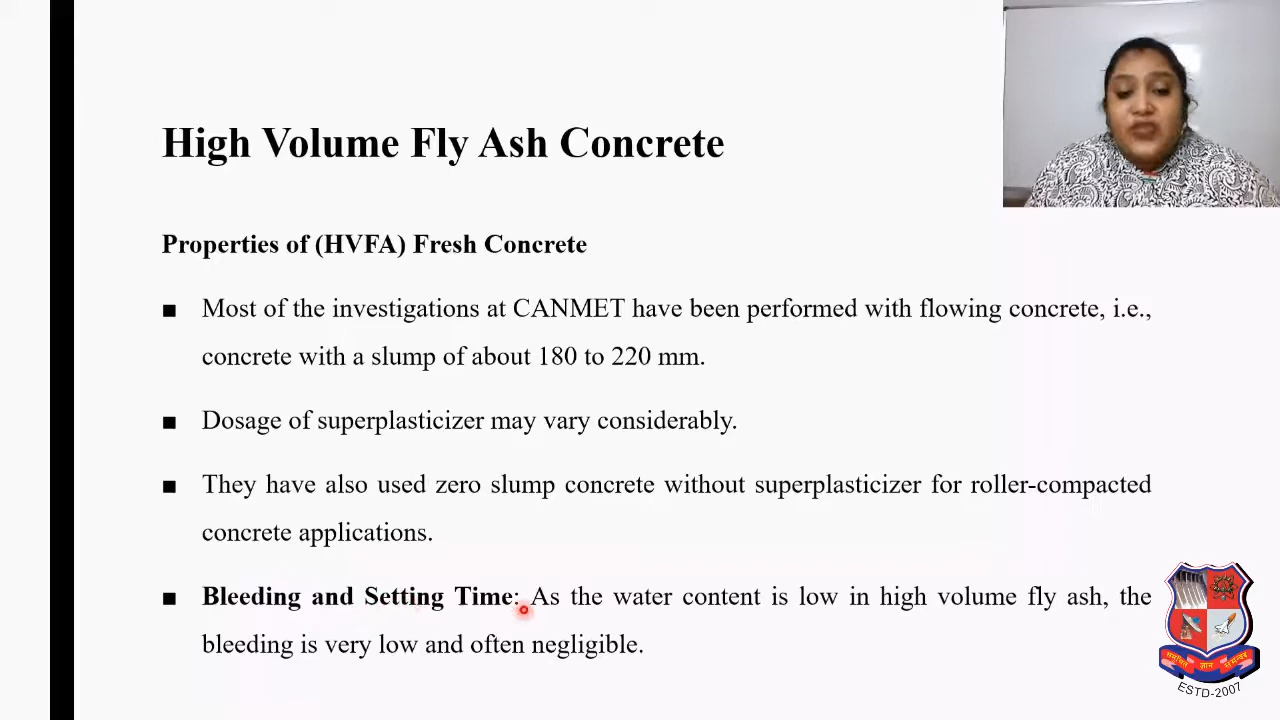 High Volume Fly Ash Concrete
Properties of (HVFA) Fresh Concrete
■ Most of the investigations at CANMET have been performed with flowing concrete, i.e.,
concrete with a slump of about 180 to 220 mm.
■ Dosage of superplasticizer may vary considerably.
■ They have also used zero slump concrete without superplasticizer for roller-compacted
concrete applications.
■ Bleeding and Setting Time: As the water content is low in high volume fly ash, the
bleeding is very low and often negligible.
ज्ञान
ESTD-2007